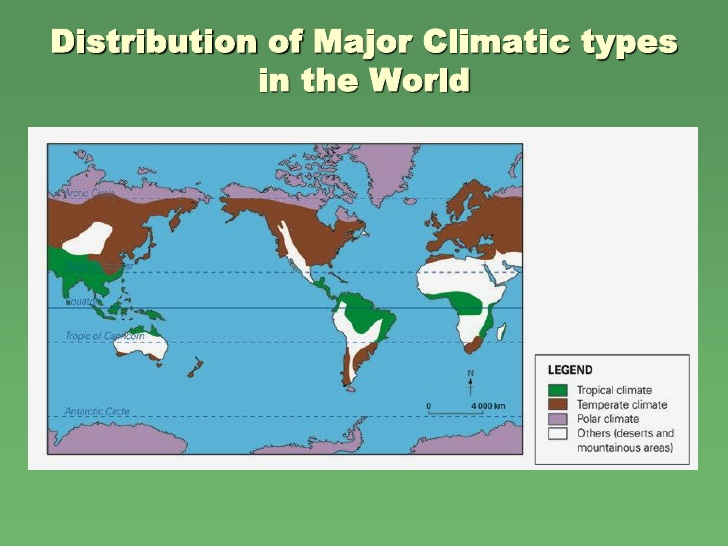 Distribution of Major Climatic types
in the World
Arctic Circle
Equator
Tropic of Capricorn
Antarctic Circle
N
0 4 000 km
LEGEND
Tropical climate
Temperate climate
Polar climate
Others (deserts and
mountainous areas)